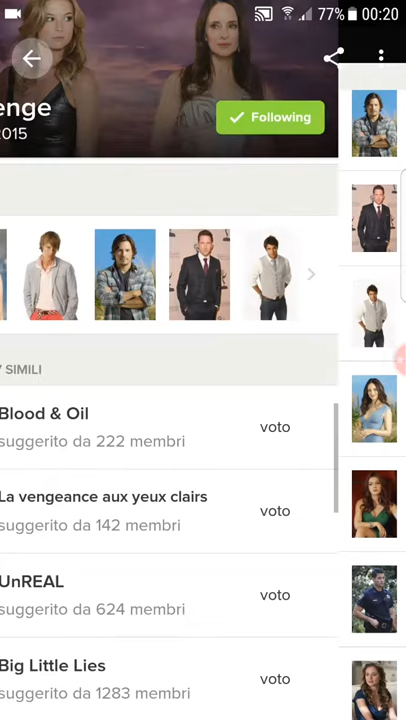 77% 00:20
enge
2015
Following
SIMILI
Blood & Oil
voto
suggerito da 222 membri
La vengeance aux yeux clairs
voto
suggerito da 142 membri
UnREAL
voto
suggerito da 624 membri
Big Little Lies
voto
suggerito da 1283 membri